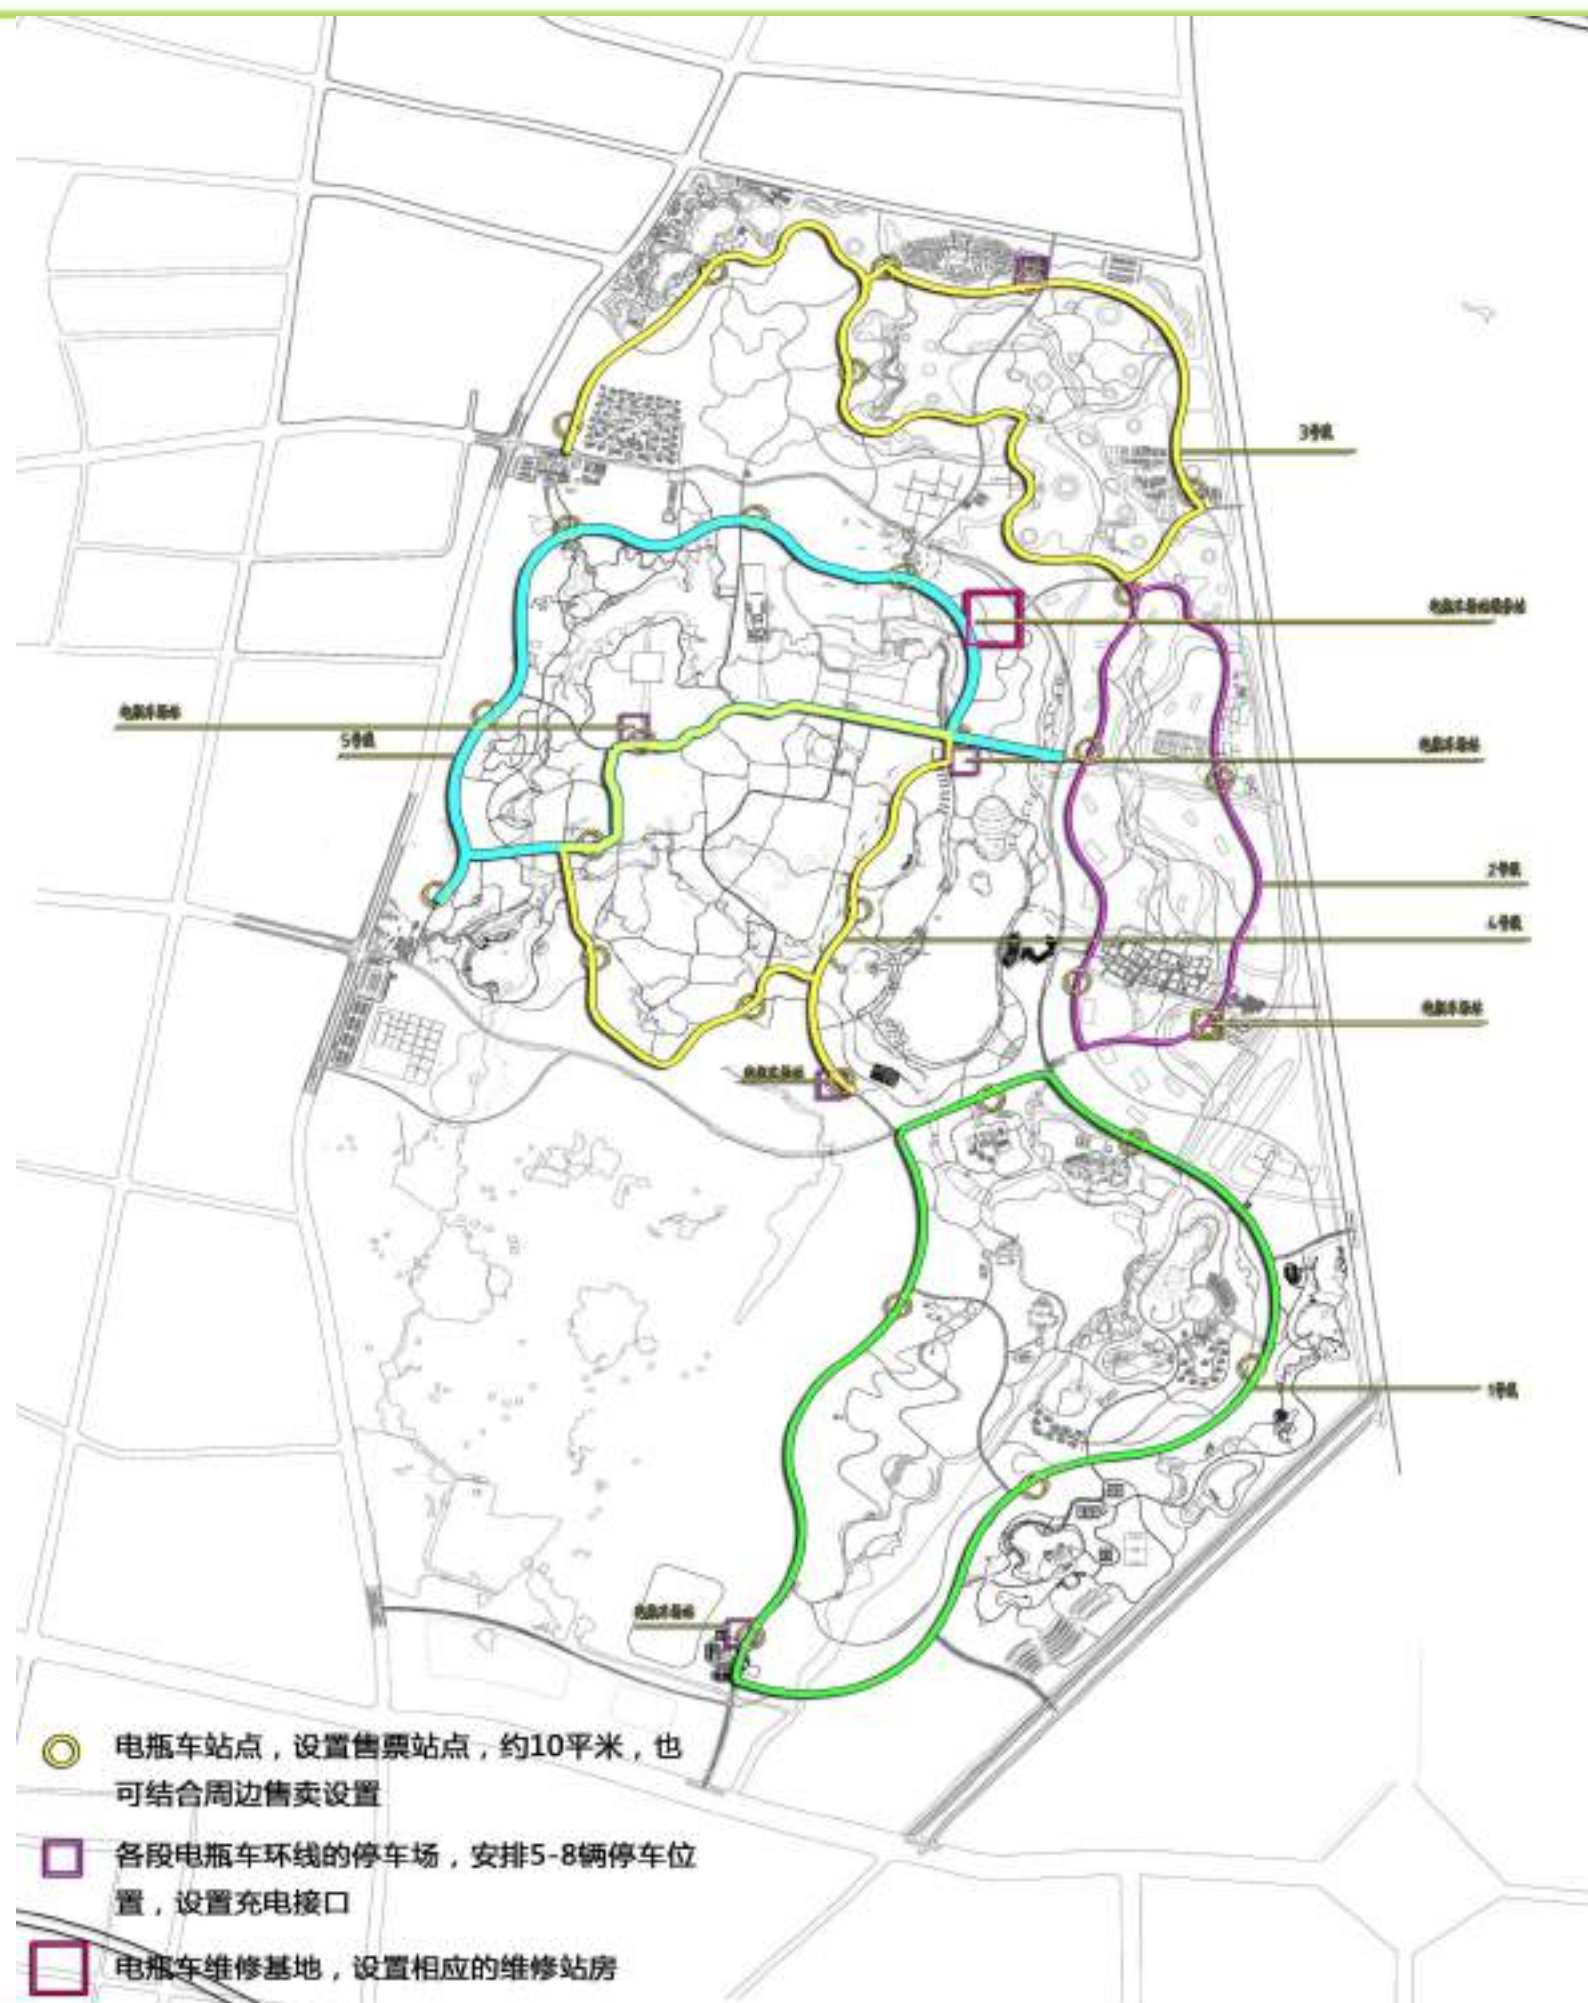 3号线
5号线
2号线
4号线
1号线
电瓶车站点，设置售票站点，约10平米，也
可结合周边售卖设置
各段电瓶车环线的停车场，安排5-8辆停车位
置，设置充电接口
电瓶车维修基地，设置相应的维修站房